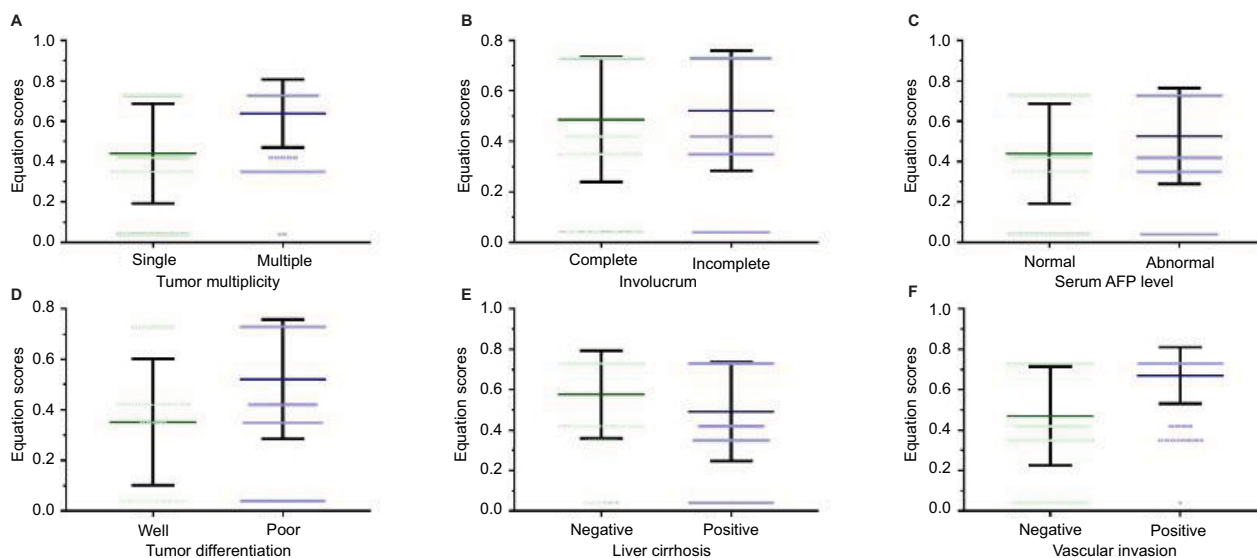 A
1.0
0.8
0.6
0.4
0.2
0.0
Equation scores
Single Multiple
Tumor multiplicity
B
0.8
0.6
0.4
0.2
0.0
Equation scores
Complete Incomplete
Involucrum
C
1.0
0.8
0.6
0.4
0.2
0.0
Equation scores
Normal Abnormal
Serum AFP level
D
0.8
0.6
0.4
0.2
0.0
Equation scores
Well Poor
Tumor differentiation
E
1.0
0.8
0.6
0.4
0.2
0.0
Equation scores
Negative Positive
Liver cirrhosis
F
1.0
0.8
0.6
0.4
0.2
0.0
Equation scores
Negative Positive
Vascular invasion